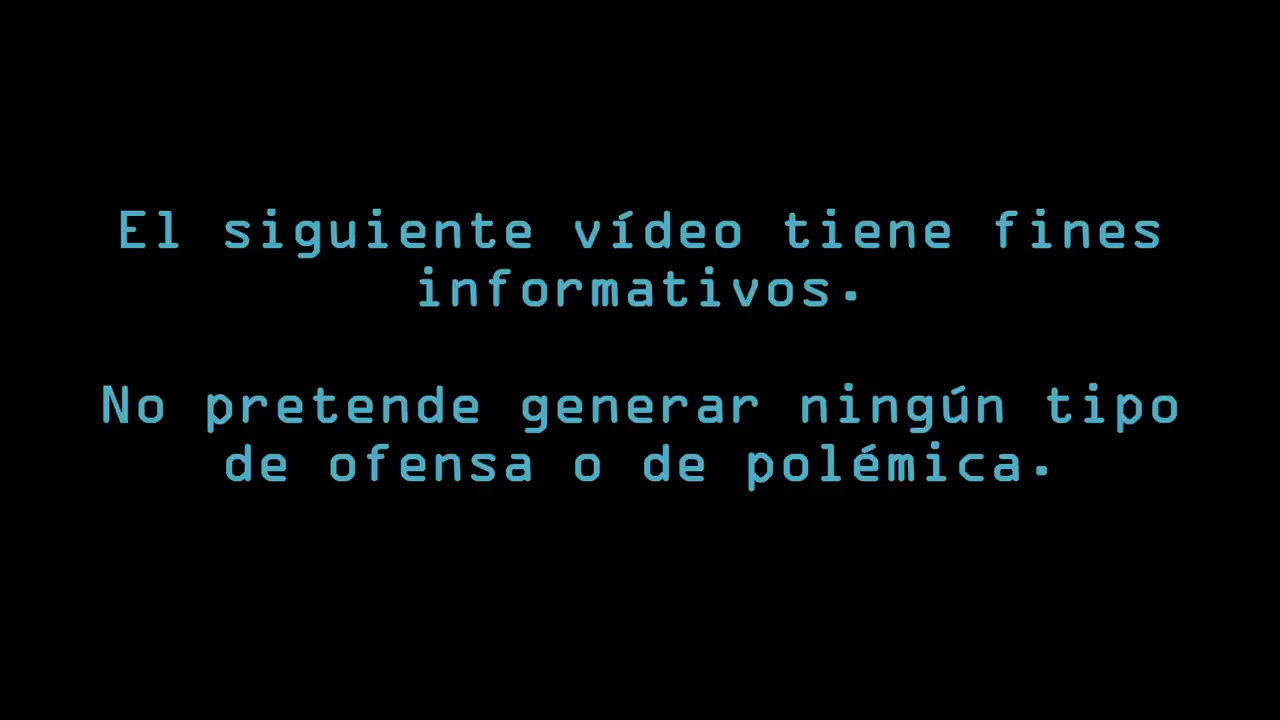 El siguiente vídeo tiene fines
informativos.
No pretende generar ningún tipo
de ofensa o de polémica.